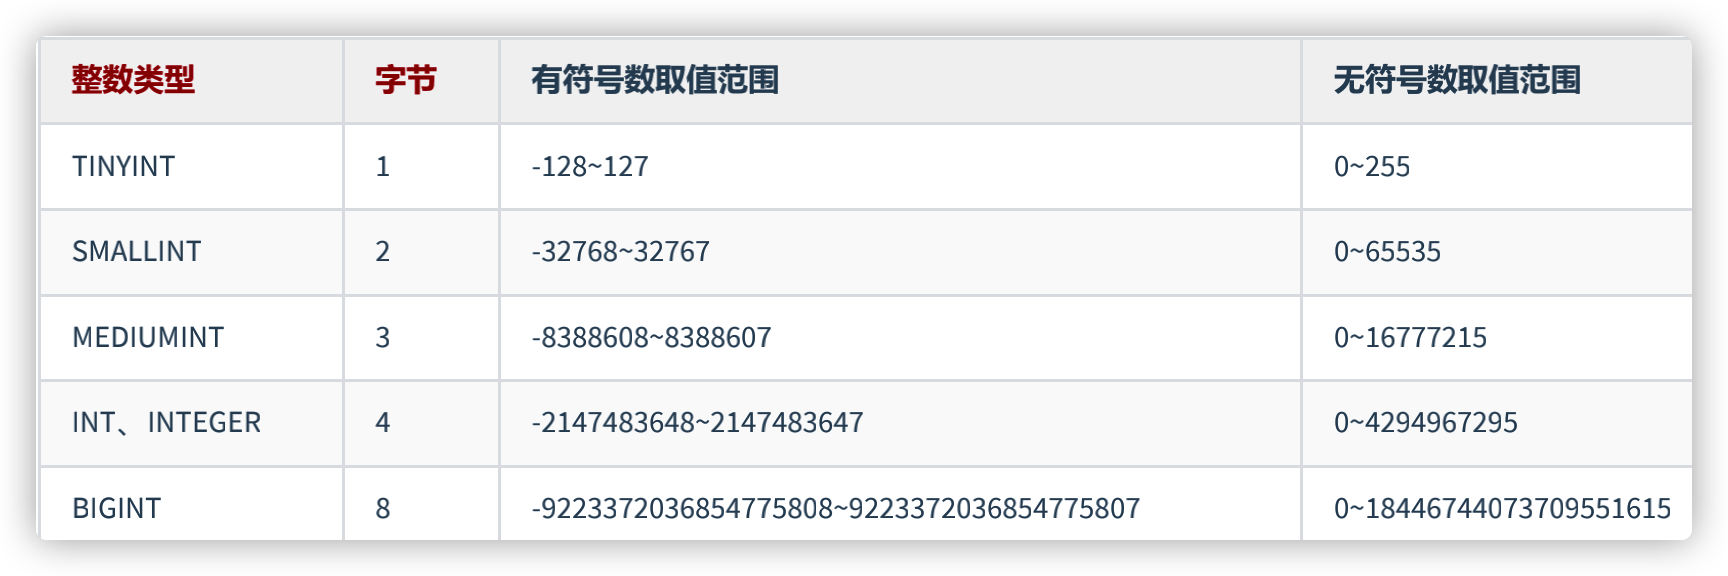 整数类型 字节 有符号数取值范围 无符号数取值范围
TINYINT 1 -128~127 0~255
SMALLINT 2 -32768~32767 0~65535
MEDIUMINT 3 -8388608~8388607 0~16777215
INT、INTEGER 4 -2147483648~2147483647 0~4294967295
BIGINT 8 -9223372036854775808~9223372036854775807 0~18446744073709551615